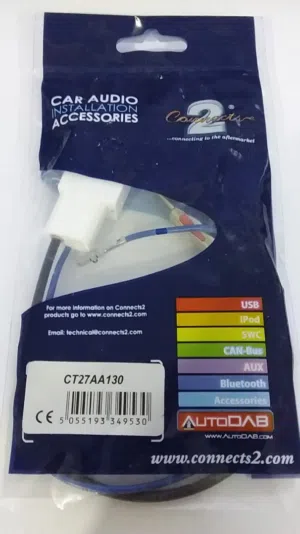 CAR AUDIO
INSTALLATION
ACCESSORIES
Connects
2
...connecting to the aftermarket
For more information on Connects2
products go to www.connects2.com
Email: technical@connects2.com
USB
iPod
SWC
CAN-Bus
AUX
Bluetooth
Accessories
CT27AA130
CE 5 055193 349530
AUTODAB
www.AutoDAB.com
www.connects2.com